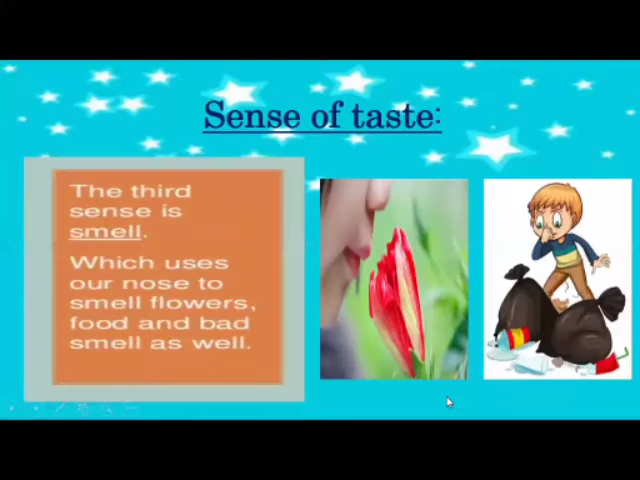 Sense of taste:
The third
sense is
smell.
Which uses
our nose to
smell flowers,
food and bad
smell as well.